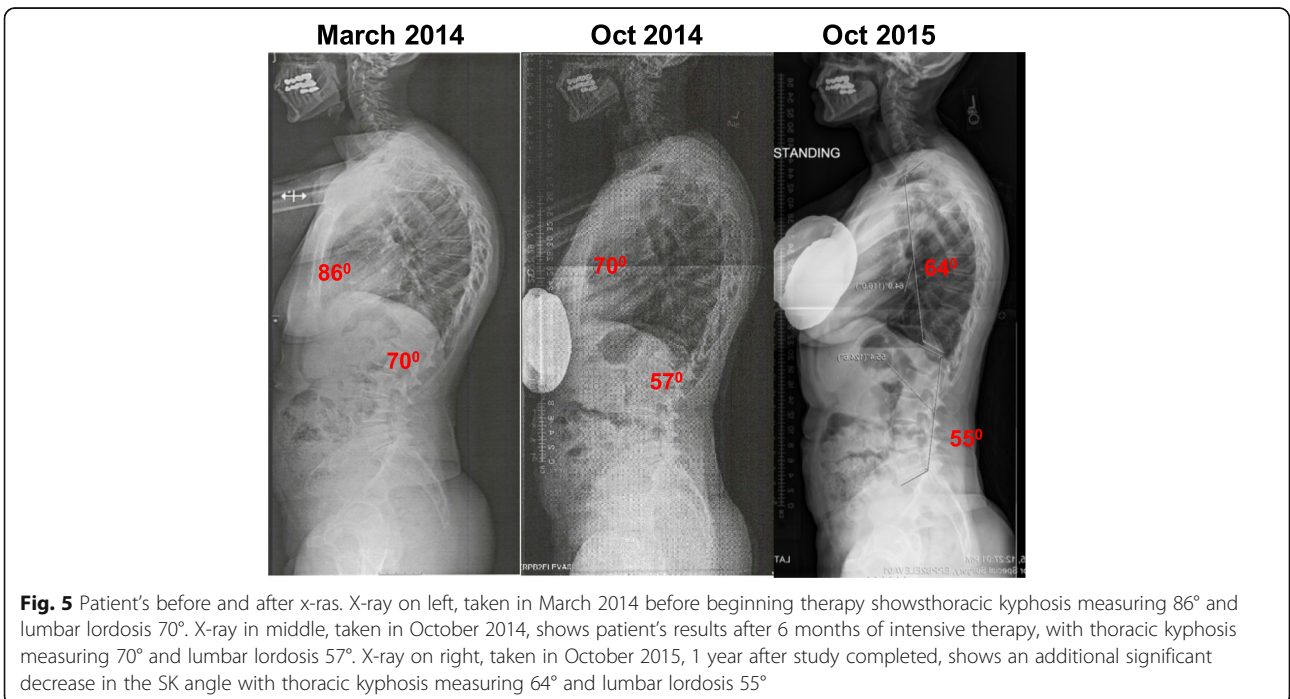 March 2014
Oct 2014
Oct 2015
STANDING
86⁰
70⁰
64⁰
70⁰
57⁰
55⁰
Fig. 5 Patient's before and after x-ras. X-ray on left, taken in March 2014 before beginning therapy showsthoracic kyphosis measuring 86° and
lumbar lordosis 70°. X-ray in middle, taken in October 2014, shows patient's results after 6 months of intensive therapy, with thoracic kyphosis
measuring 70° and lumbar lordosis 57°. X-ray on right, taken in October 2015, 1 year after study completed, shows an additional significant
decrease in the SK angle with thoracic kyphosis measuring 64° and lumbar lordosis 55°